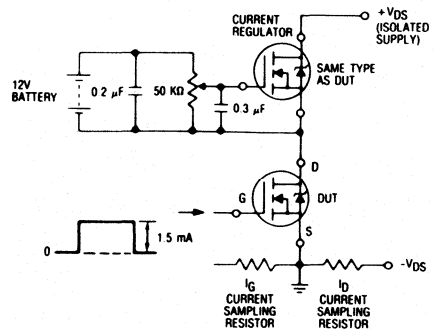 CURRENT
REGULATOR
+VDS
(ISOLATED
SUPPLY)
12V
BATTERY
0.2 μF
50 KΩ
0.3 μF
SAME TYPE
AS DUT
D
G
DUT
S
0
1.5 mA
-VDS
IG
CURRENT
SAMPLING
RESISTOR
ID
CURRENT
SAMPLING
RESISTOR